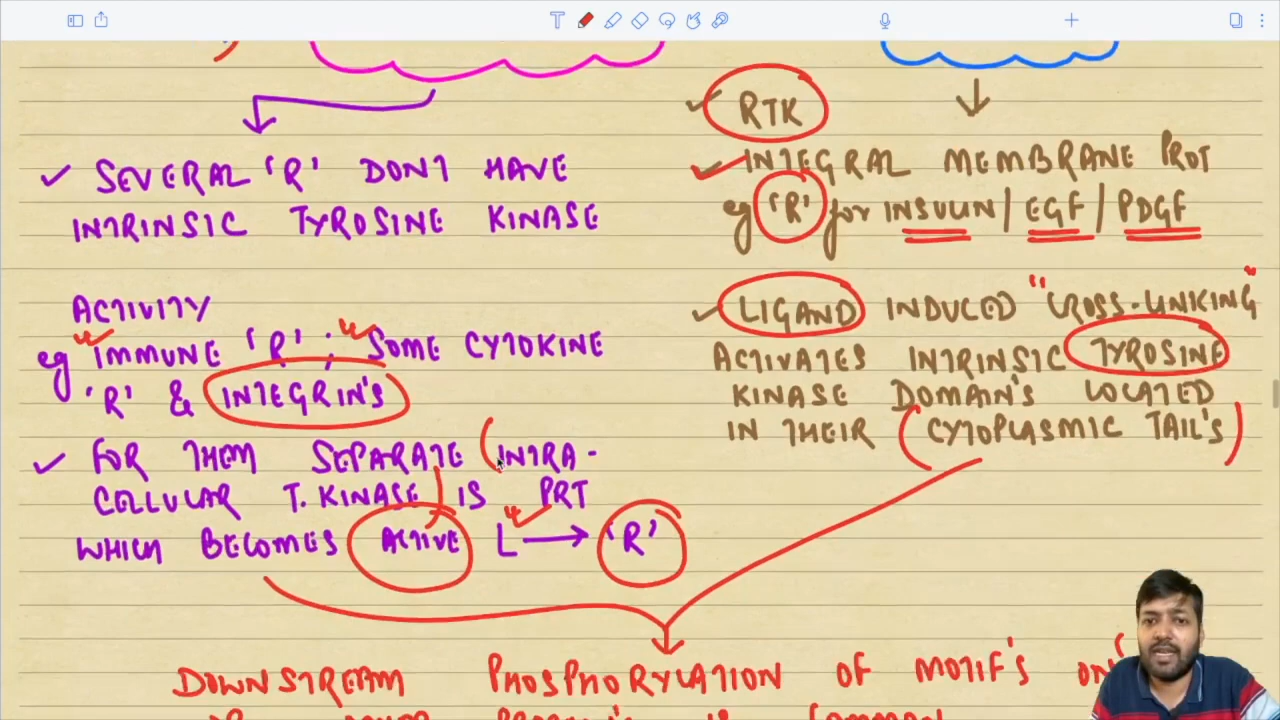 SEVERAL 'R' DON'T HAVE
INTRINSIC TYROSINE KINASE
ACTIVITY
eg IMMUNE 'R' ; SOME CYTOKINE
'R' & INTEGRIN'S
FOR THEM SEPARATE (INTRA-
CELLULAR T. KINASE) IS PRT
WHICH BECOMES ACTIVE L → 'R'
RTK
INTEGRAL MEMBRANE PROT
eg 'R' for INSULIN / EGF / PDGF
LIGAND INDUCED "CROSS-LINKING"
ACTIVATES INTRINSIC TYROSINE
KINASE DOMAIN'S LOCATED
IN THEIR (CYTOPLASMIC TAIL'S)
DOWNSTREAM PHOSPHORYLATION OF MOTIF'S ON